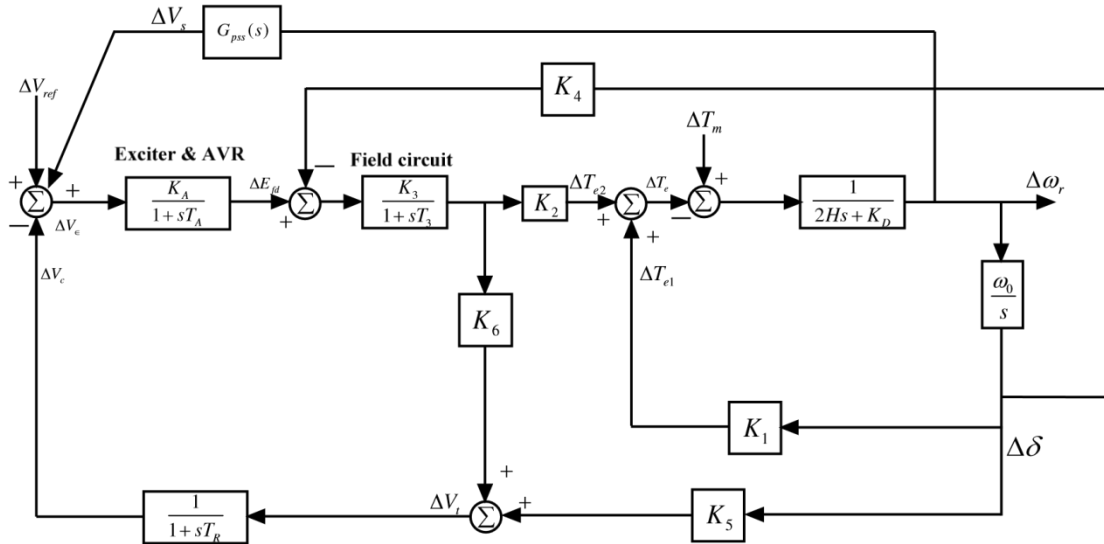 ΔV_s
G_pss(s)
ΔV_ref
K_4
ΔT_m
Exciter & AVR
Field circuit
+
+
K_A
1 + sT_A
ΔE_fd
−
+
K_3
1 + sT_3
K_2
ΔT_e2
ΔT_e
+
1
2Hs + K_D
Δω_r
Σ
Σ
Σ
Σ
−
ΔV_ϵ
+
−
+
ΔV_c
ΔT_e1
ω_0
s
K_6
K_1
Δδ
+
1
1 + sT_R
ΔV_t
Σ
+
K_5